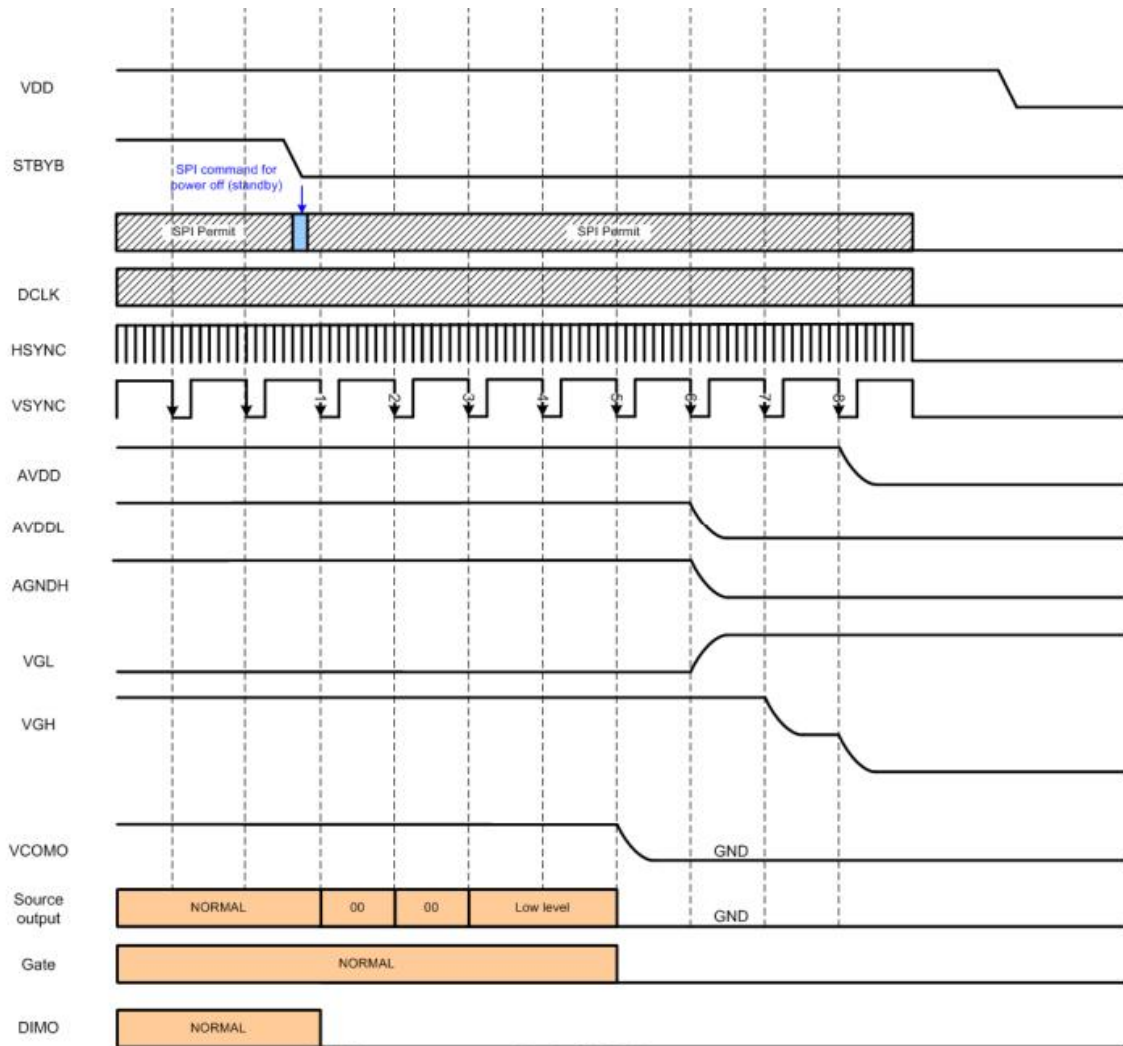 VDD
STBYB
SPI command for
power off (standby)
SPI Permit
SPI Permit
DCLK
HSYNC
VSYNC
1
2
3
4
5
6
7
8
AVDD
AVDDL
AGNDH
VGL
VGH
VCOMO
GND
Source
output
NORMAL
00
00
Low level
GND
Gate
NORMAL
DIMO
NORMAL